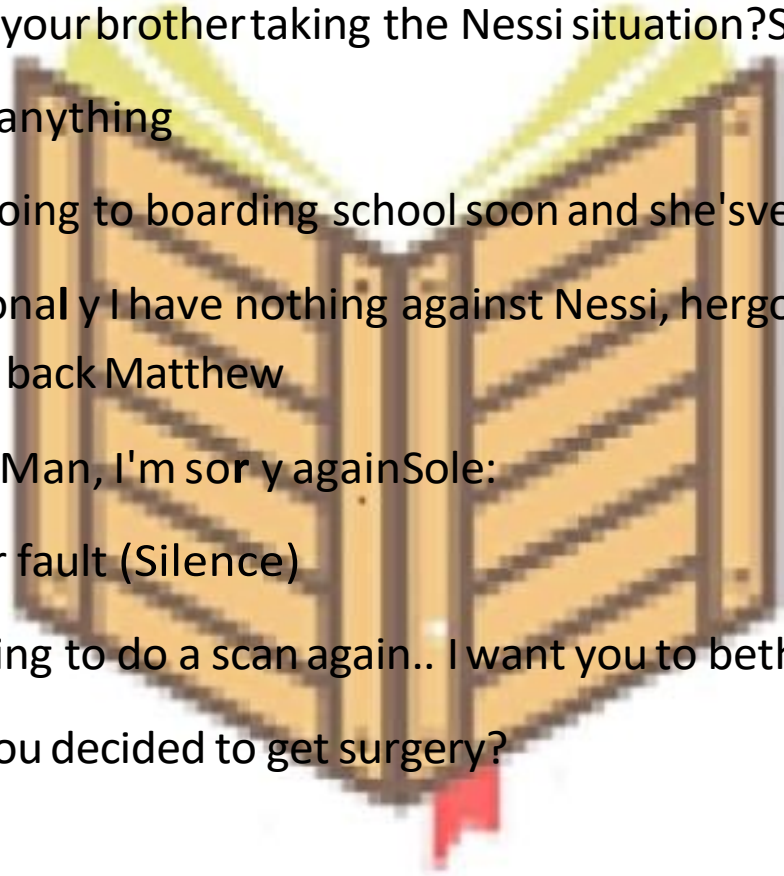 your brother taking the Nessi situation?S
anything
oing to boarding school soon and she'sve
onal y I have nothing against Nessi, hergo
back Matthew
Man, I'm sor y againSole:
r fault (Silence)
ing to do a scan again.. I want you to beth
ou decided to get surgery?